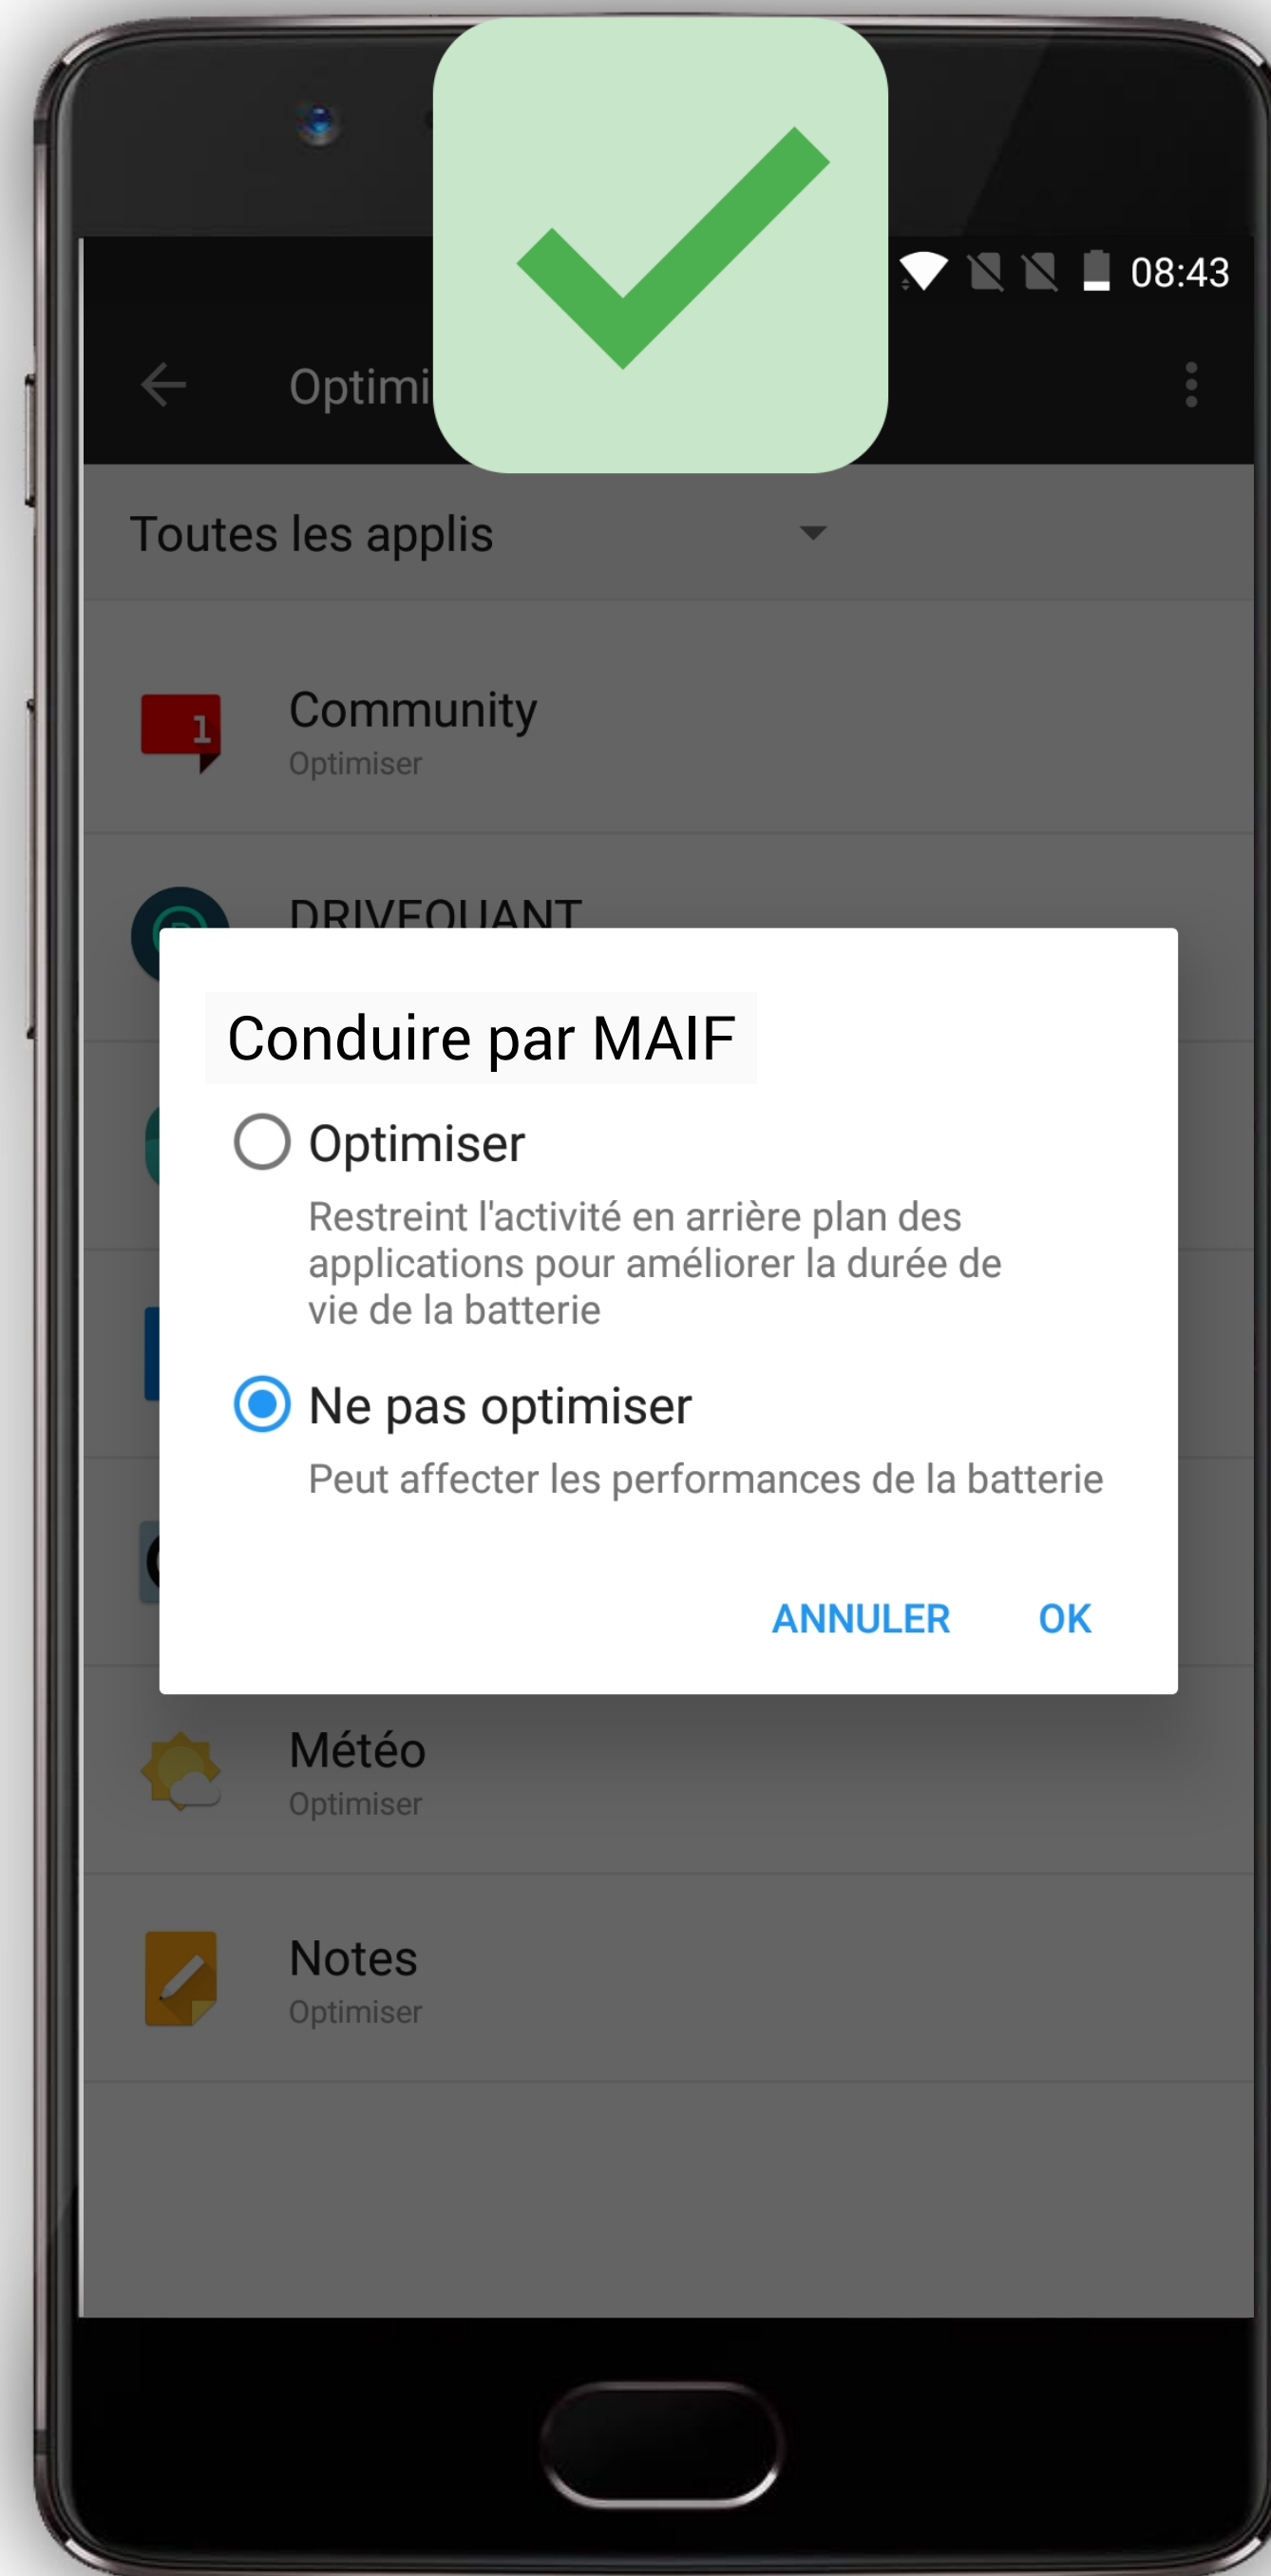 08:43
Optimi
Toutes les applis
1
Community
Optimiser
DRIVEQUANT
Conduire par MAIF
Optimiser
Restreint l'activité en arrière plan des
applications pour améliorer la durée de
vie de la batterie
Ne pas optimiser
Peut affecter les performances de la batterie
ANNULER OK
Météo
Optimiser
Notes
Optimiser